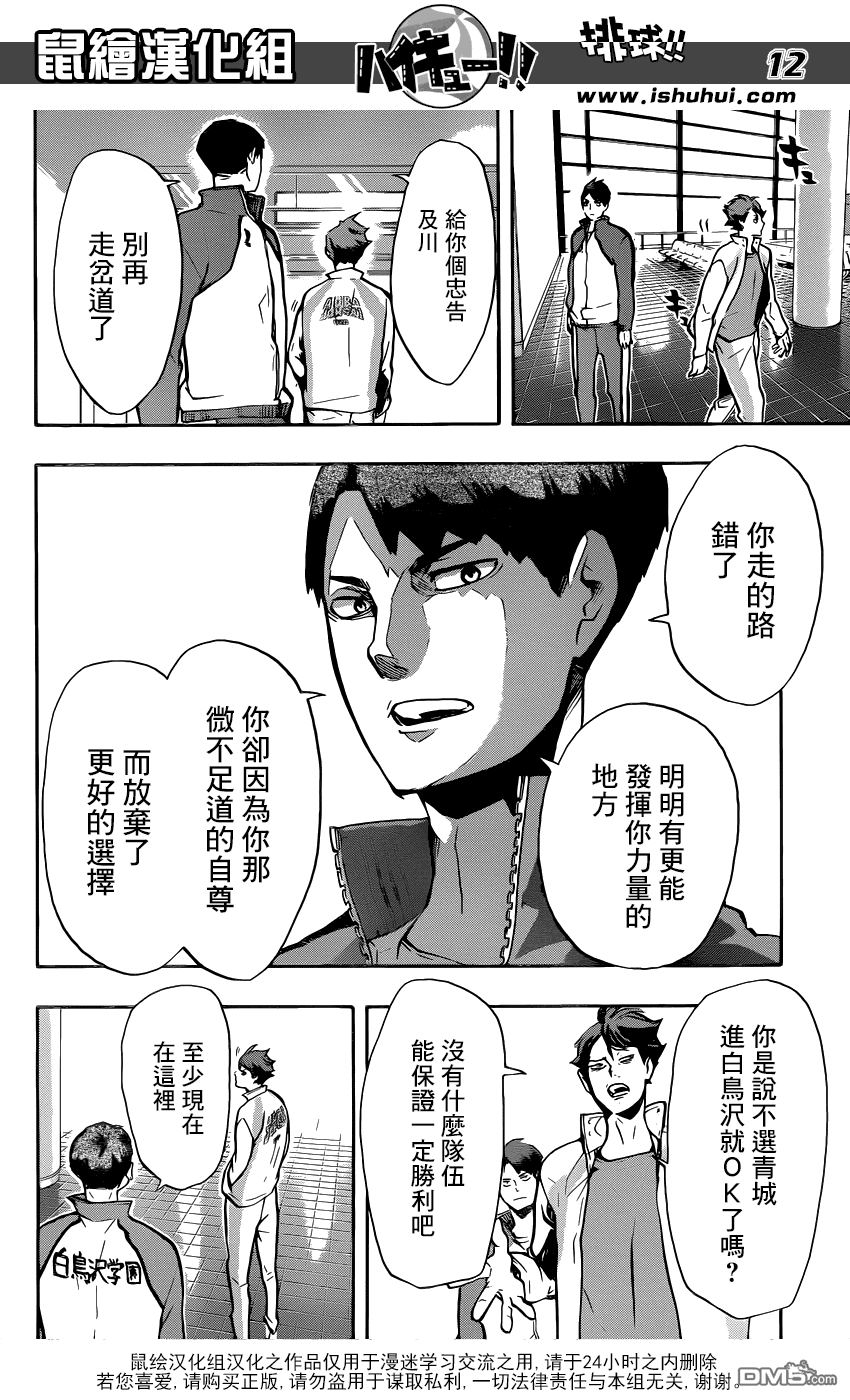 鼠繪漢化組
ハイキュー!!
排球!!
12
www.ishuhui.com
キュ
キュ
給你個忠告
及川
別再
走岔道了
你走的路
錯了
明明有更能
發揮你力量的
地方
你卻因為你那
微不足道的自尊
而放棄了
更好的選擇
你是說不選青城
進白鳥沢就OK了嗎?
沒有什麼隊伍
能保證一定勝利吧
至少現在
在這裡
白鳥沢学園
鼠绘汉化组汉化之作品仅用于漫迷学习交流之用,请于24小时之内删除
若您喜爱,请购买正版,请勿盗用于谋取私利,一切法律责任与本组无关,谢谢。